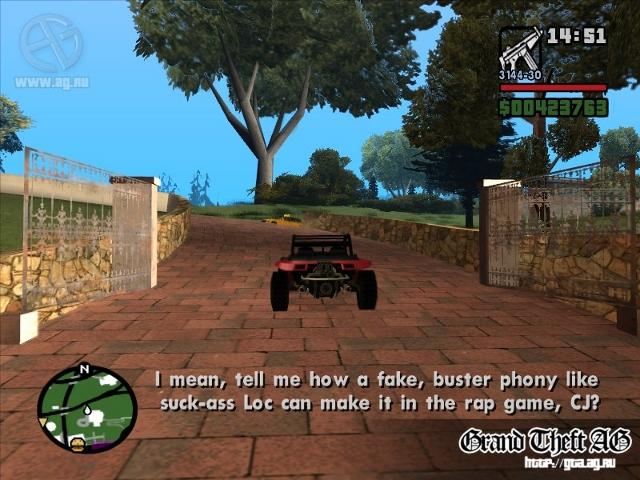 14:51
www.ag.ru
3144-30
$00423763
N
I mean, tell me how a fake, buster phony like
suck-ass Loc can make it in the rap game, CJ?
Grand Theft AG
http://gta.ag.ru